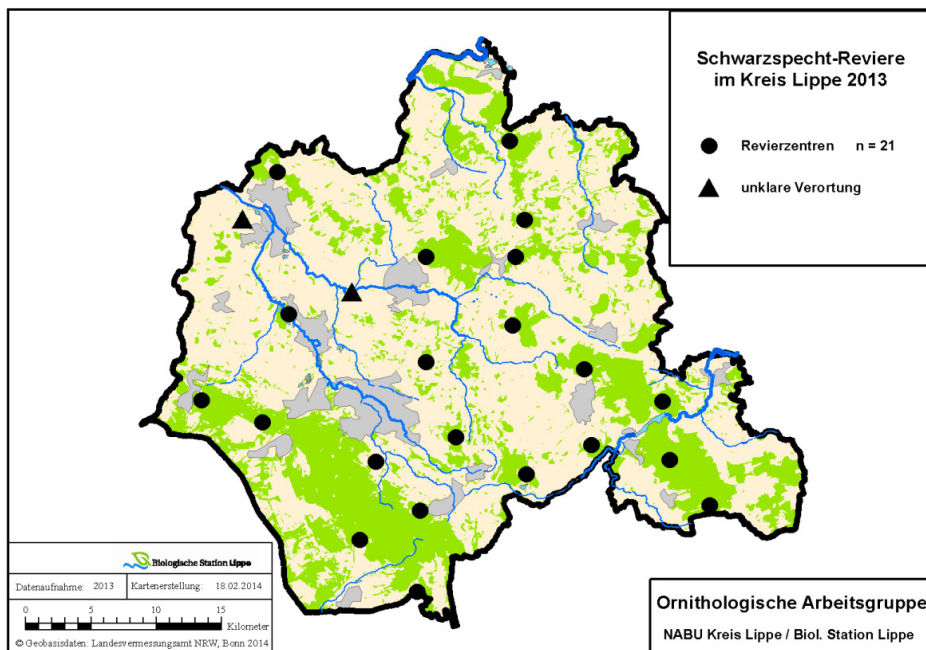 Schwarzspecht-Reviere
im Kreis Lippe 2013
Revierzentren n = 21
unklare Verortung
Biologische Station Lippe
Datenaufnahme: 2013 Kartenerstellung: 18.02.2014
0 5 10 15
Kilometer
© Geobasisdaten: Landesvermessungsamt NRW, Bonn 2014
Ornithologische Arbeitsgruppe
NABU Kreis Lippe / Biol. Station Lippe